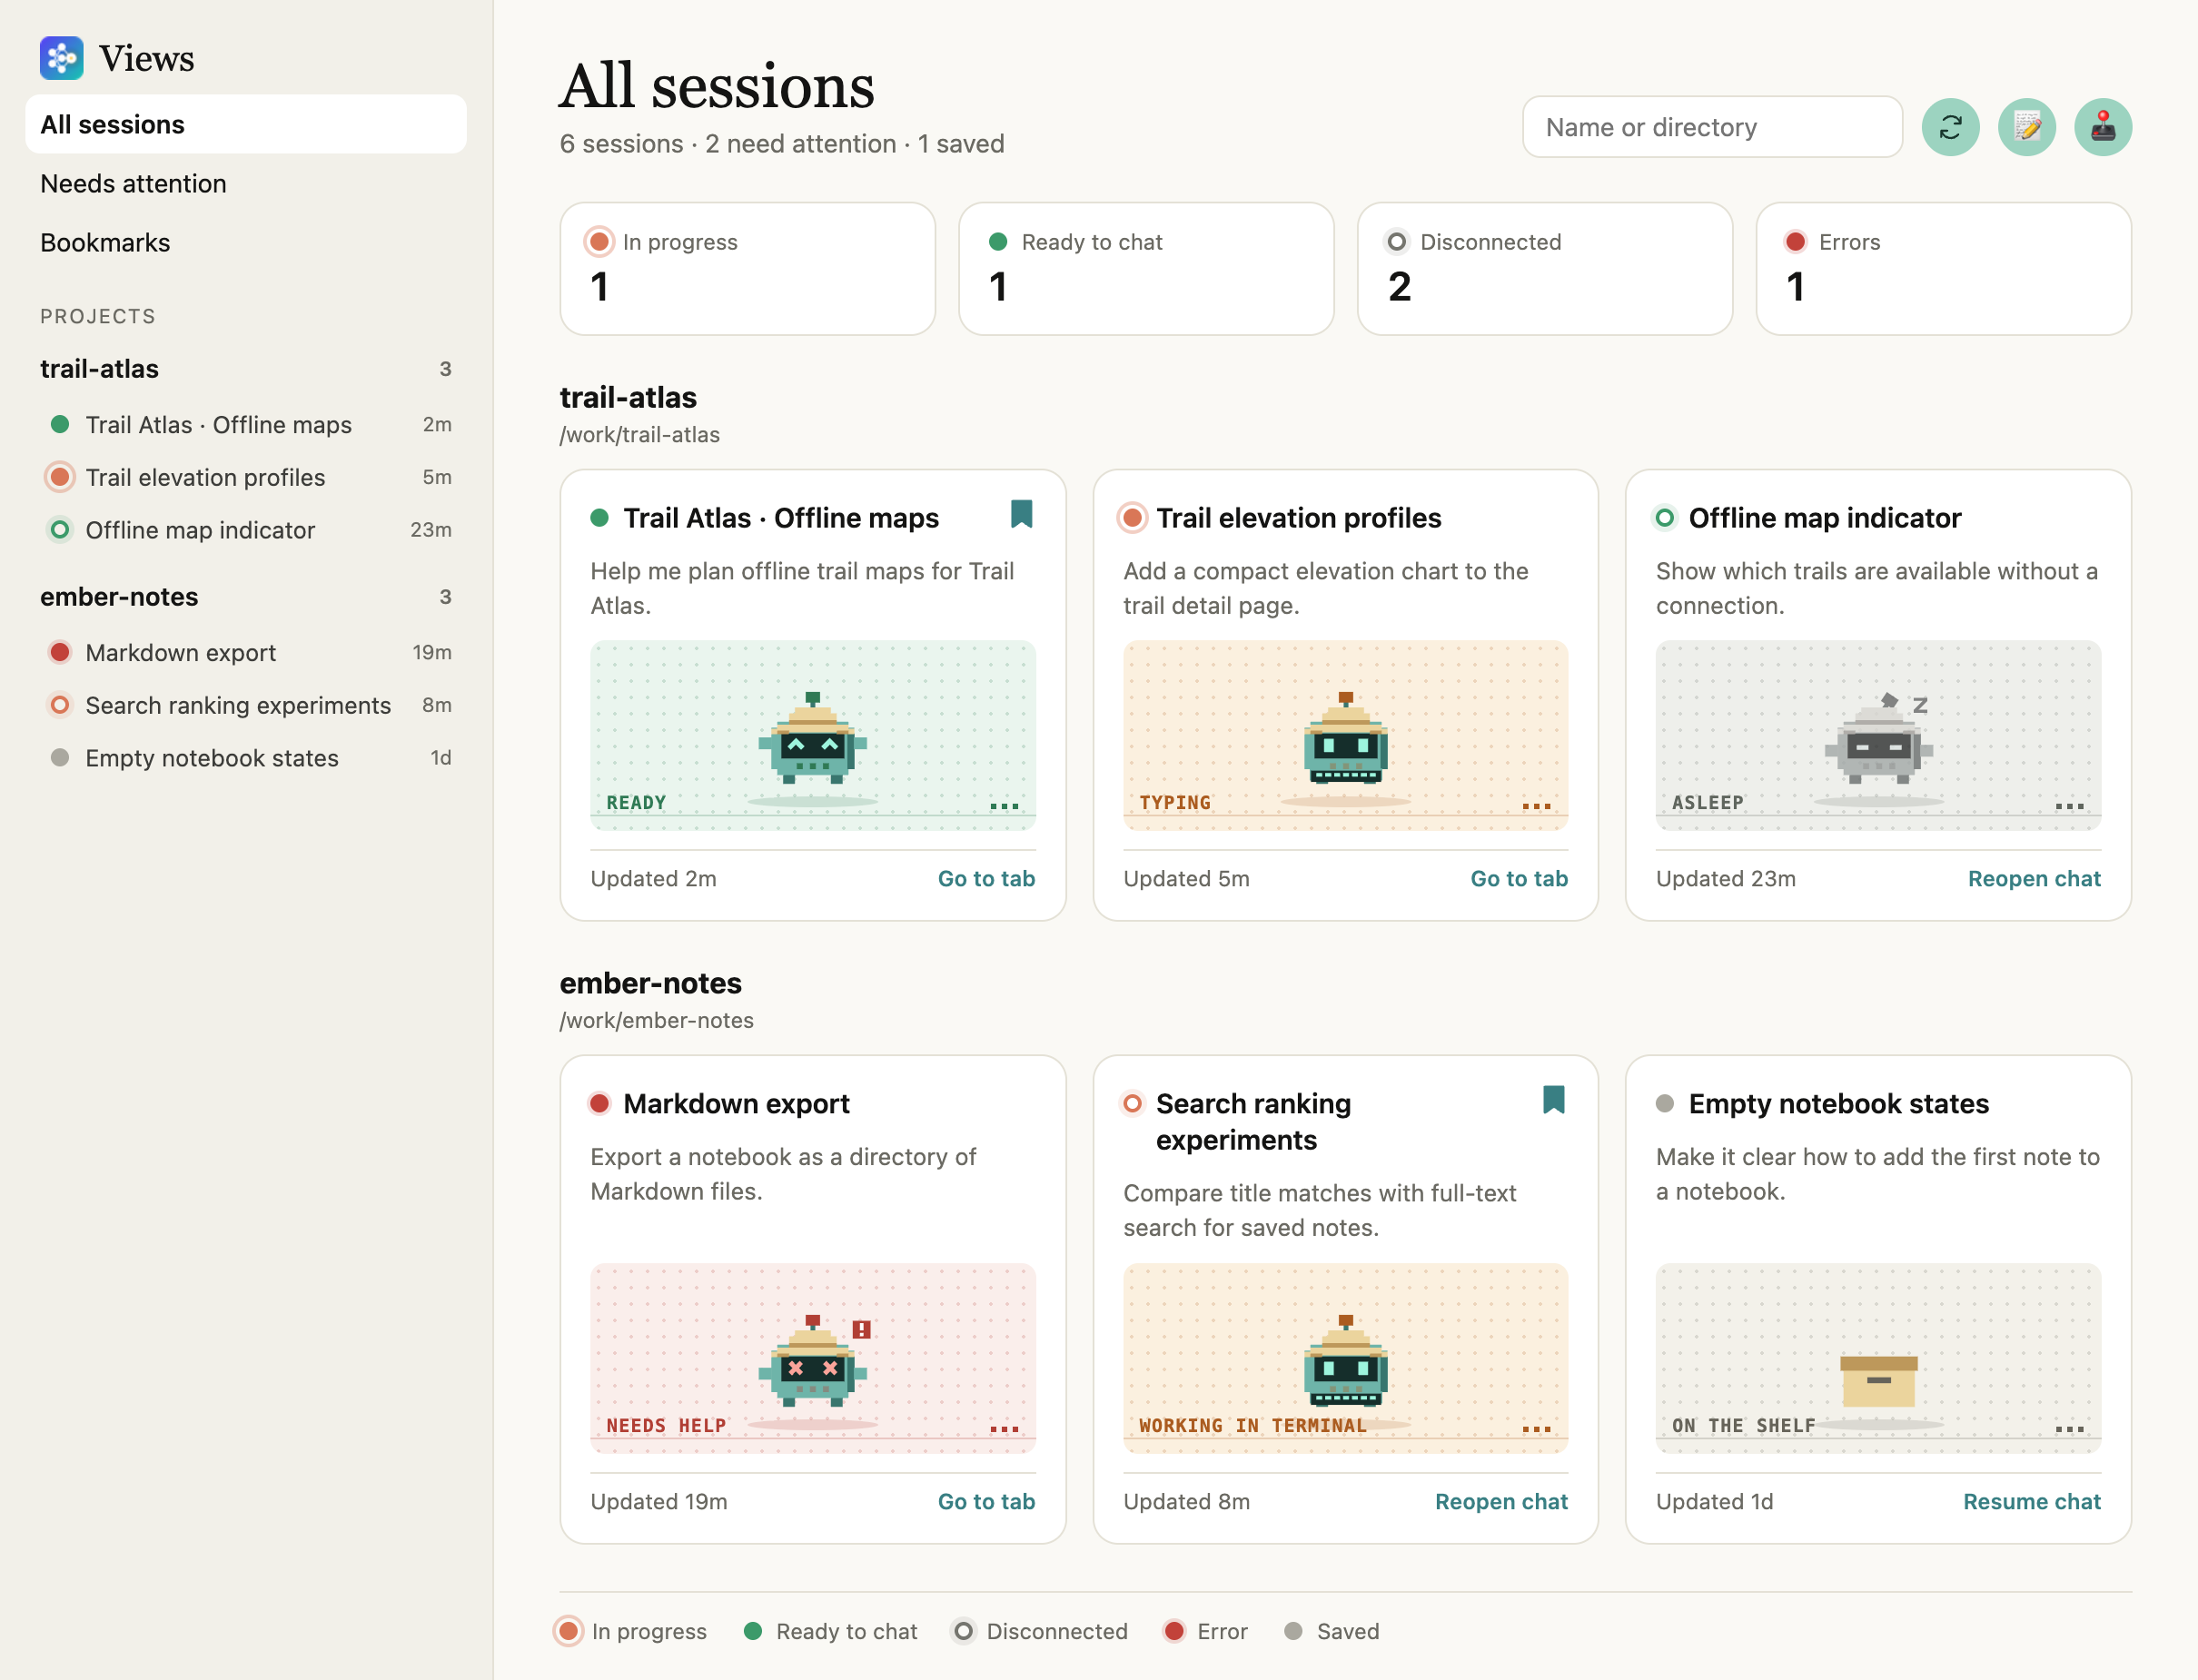 Views
All sessions
Needs attention
Bookmarks
PROJECTS
trail-atlas 3
Trail Atlas · Offline maps 2m
Trail elevation profiles 5m
Offline map indicator 23m
ember-notes 3
Markdown export 19m
Search ranking experiments 8m
Empty notebook states 1d
All sessions
6 sessions · 2 need attention · 1 saved
Name or directory
In progress
1
Ready to chat
1
Disconnected
2
Errors
1
trail-atlas
/work/trail-atlas
Trail Atlas · Offline maps
Help me plan offline trail maps for Trail
Atlas.
READY
Updated 2m Go to tab
Trail elevation profiles
Add a compact elevation chart to the
trail detail page.
TYPING
Updated 5m Go to tab
Offline map indicator
Show which trails are available without a
connection.
Z
ASLEEP
Updated 23m Reopen chat
ember-notes
/work/ember-notes
Markdown export
Export a notebook as a directory of
Markdown files.
!
NEEDS HELP
Updated 19m Go to tab
Search ranking
experiments
Compare title matches with full-text
search for saved notes.
WORKING IN TERMINAL
Updated 8m Reopen chat
Empty notebook states
Make it clear how to add the first note to
a notebook.
ON THE SHELF
Updated 1d Resume chat
In progress Ready to chat Disconnected Error Saved